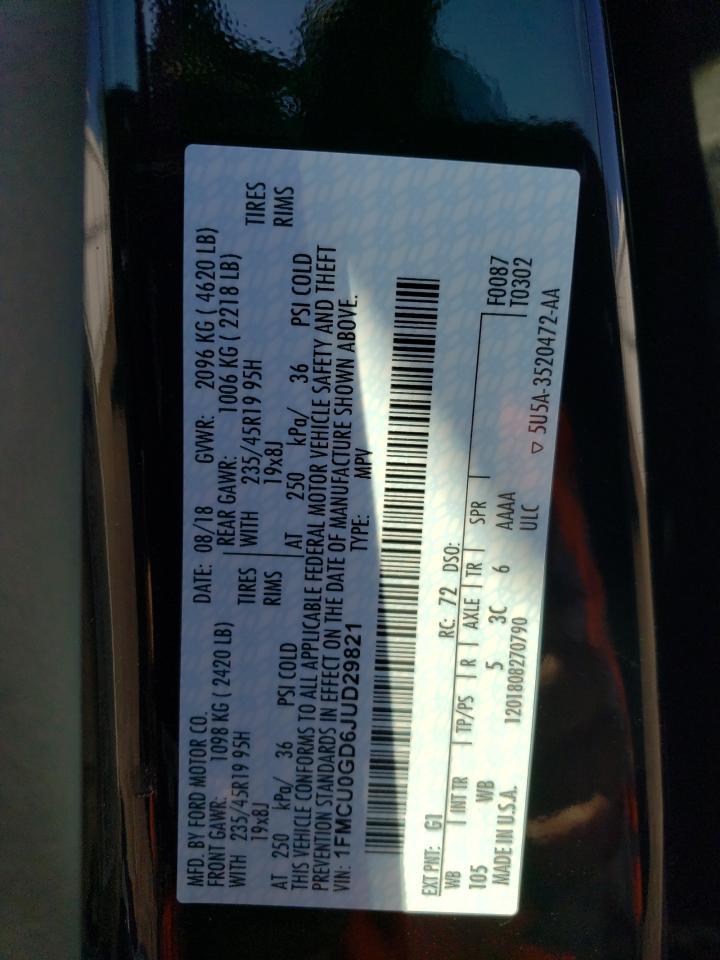 MFD. BY FORD MOTOR CO. DATE: 08/18 GVWR: 2096 KG ( 4620 LB)
FRONT GAWR: 1098 KG ( 2420 LB) REAR GAWR: 1006 KG ( 2218 LB)
WITH 235/45R19 95H TIRES WITH 235/45R19 95H TIRES
19x8J RIMS 19x8J RIMS
AT 250 kPa/ 36 PSI COLD AT 250 kPa/ 36 PSI COLD
THIS VEHICLE CONFORMS TO ALL APPLICABLE FEDERAL MOTOR VEHICLE SAFETY AND THEFT
PREVENTION STANDARDS IN EFFECT ON THE DATE OF MANUFACTURE SHOWN ABOVE.
VIN: 1FMCU0GD6JUD29821 TYPE: MPV
EXT PNT: G1 RC: 72 DSO: F0087
WB | INT TR | TP/PS | R | AXLE | TR | SPR T0302
105 WB 5 3C 6 AAAA
MADE IN U.S.A. 1201808270790 ULC
▽ 5U5A-3520472-AA